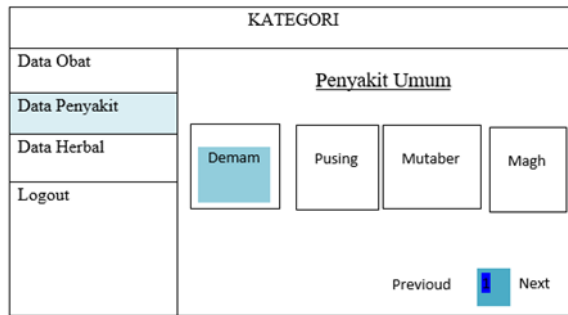 KATEGORI
Data Obat
Data Penyakit
Data Herbal
Logout
Penyakit Umum
Demam Pusing Mutaber Magh
Previoud 1 Next